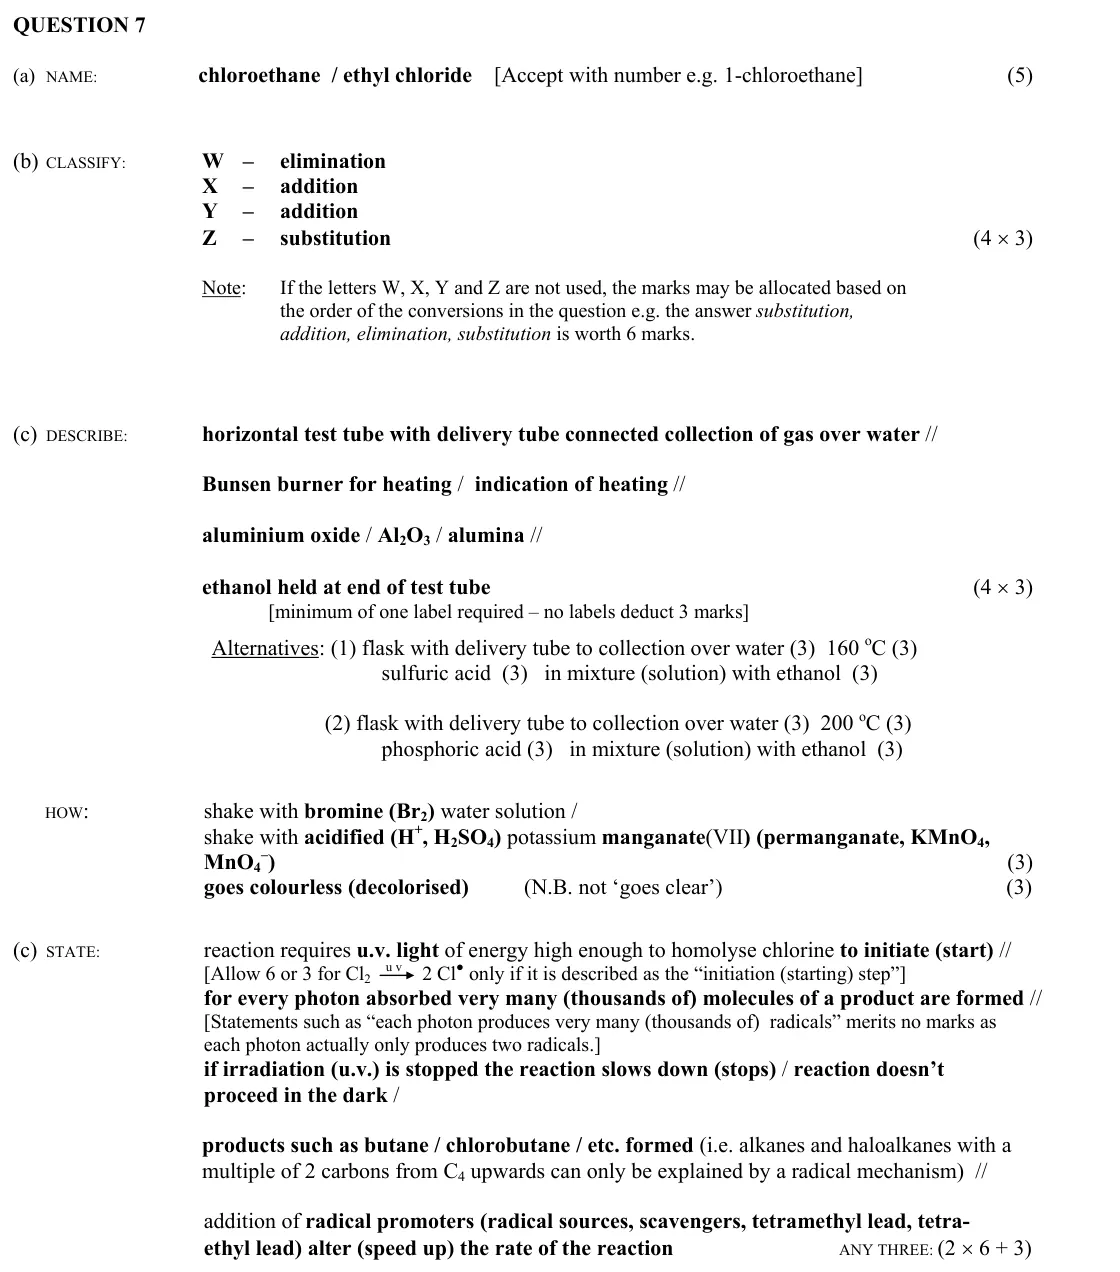 QUESTION 7
(a) NAME: chloroethane / ethyl chloride [Accept with number e.g. 1-chloroethane] (5)
(b) CLASSIFY: W – elimination
X – addition
Y – addition
Z – substitution (4 × 3)
Note: If the letters W, X, Y and Z are not used, the marks may be allocated based on
the order of the conversions in the question e.g. the answer substitution,
addition, elimination, substitution is worth 6 marks.
(c) DESCRIBE: horizontal test tube with delivery tube connected collection of gas over water //
Bunsen burner for heating / indication of heating //
aluminium oxide / Al₂O₃ / alumina //
ethanol held at end of test tube (4 × 3)
[minimum of one label required – no labels deduct 3 marks]
Alternatives: (1) flask with delivery tube to collection over water (3) 160 ºC (3)
sulfuric acid (3) in mixture (solution) with ethanol (3)
(2) flask with delivery tube to collection over water (3) 200 ºC (3)
phosphoric acid (3) in mixture (solution) with ethanol (3)
HOW: shake with bromine (Br₂) water solution /
shake with acidified (H⁺, H₂SO₄) potassium manganate(VII) (permanganate, KMnO₄,
MnO₄⁻) (3)
goes colourless (decolorised) (N.B. not ‘goes clear’) (3)
(c) STATE: reaction requires u.v. light of energy high enough to homolyse chlorine to initiate (start) //
[Allow 6 or 3 for Cl₂ u v → 2 Cl• only if it is described as the “initiation (starting) step”]
for every photon absorbed very many (thousands of) molecules of a product are formed //
[Statements such as “each photon produces very many (thousands of) radicals” merits no marks as
each photon actually only produces two radicals.]
if irradiation (u.v.) is stopped the reaction slows down (stops) / reaction doesn’t
proceed in the dark /
products such as butane / chlorobutane / etc. formed (i.e. alkanes and haloalkanes with a
multiple of 2 carbons from C₄ upwards can only be explained by a radical mechanism) //
addition of radical promoters (radical sources, scavengers, tetramethyl lead, tetra-
ethyl lead) alter (speed up) the rate of the reaction ANY THREE: (2 × 6 + 3)